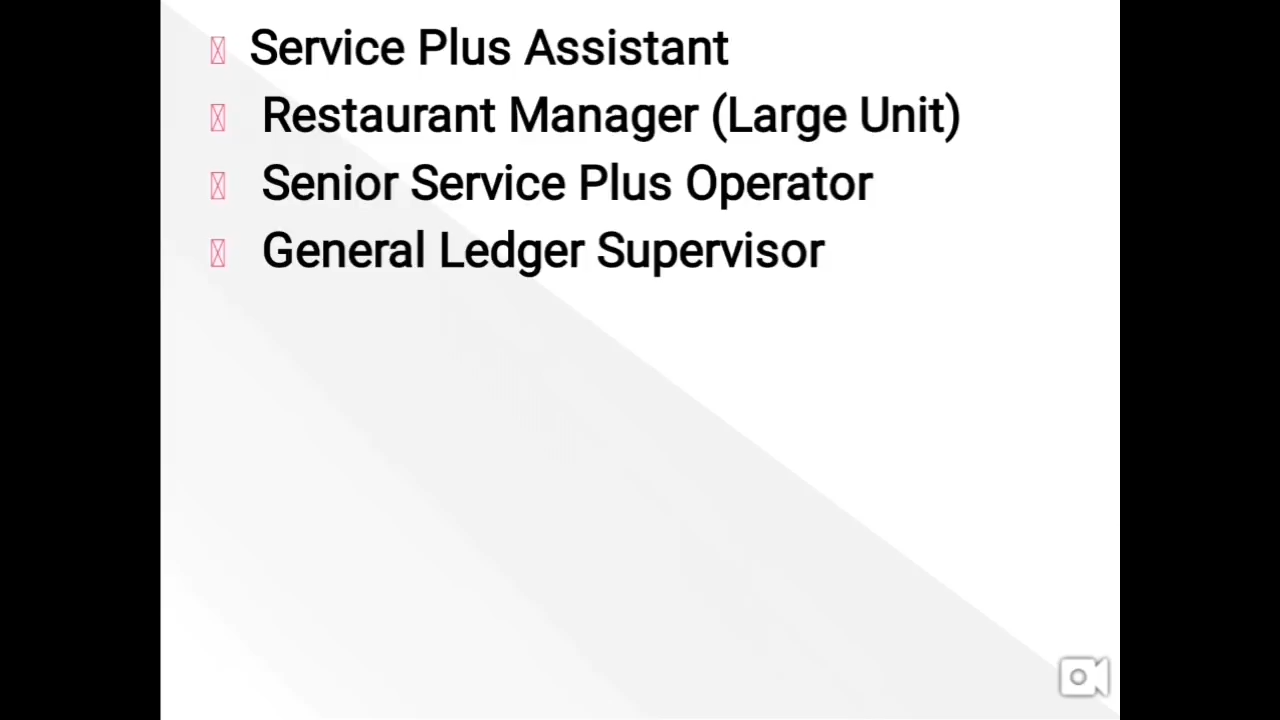 Service Plus Assistant
Restaurant Manager (Large Unit)
Senior Service Plus Operator
General Ledger Supervisor